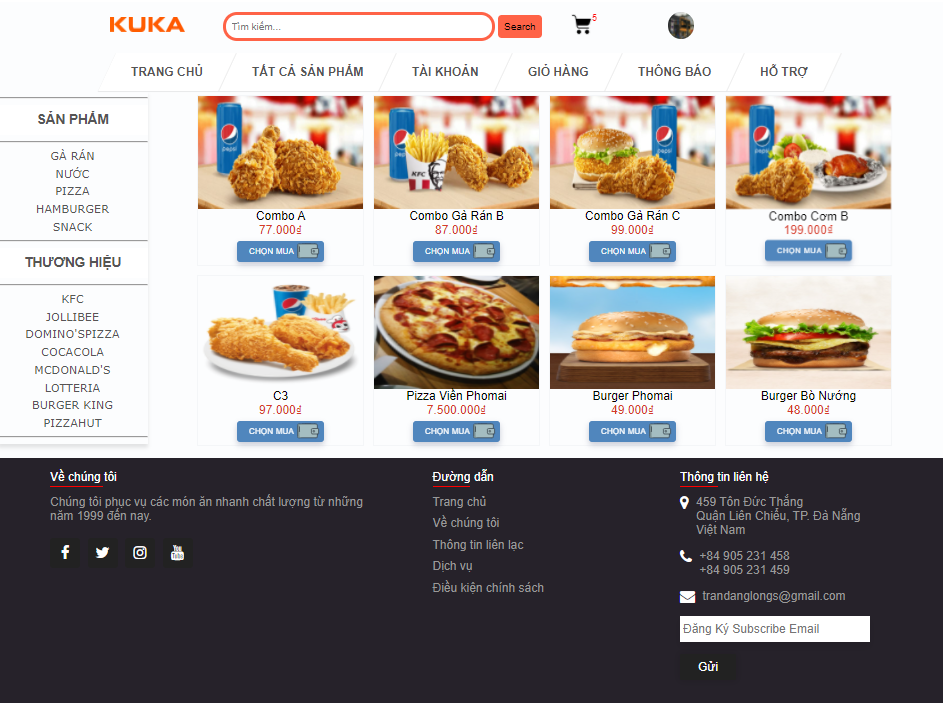 KUKA
Tìm kiếm...
Search
5
TRANG CHỦ TẤT CẢ SẢN PHẨM TÀI KHOẢN GIỎ HÀNG THÔNG BÁO HỖ TRỢ
SẢN PHẨM
GÀ RÁN
NƯỚC
PIZZA
HAMBURGER
SNACK
THƯƠNG HIỆU
KFC
JOLLIBEE
DOMINO'SPIZZA
COCACOLA
MCDONALD'S
LOTTERIA
BURGER KING
PIZZAHUT
pepsi
Combo A
77.000₫
CHỌN MUA
pepsi
KFC
Combo Gà Rán B
87.000₫
CHỌN MUA
pepsi
Combo Gà Rán C
99.000₫
CHỌN MUA
pepsi
Combo Cơm B
199.000₫
CHỌN MUA
C3
97.000₫
CHỌN MUA
Pizza Viền Phomai
7.500.000₫
CHỌN MUA
Burger Phomai
49.000₫
CHỌN MUA
Burger Bò Nướng
48.000₫
CHỌN MUA
Về chúng tôi
Chúng tôi phục vụ các món ăn nhanh chất lượng từ những
năm 1999 đến nay.
You
Tube
Đường dẫn
Trang chủ
Về chúng tôi
Thông tin liên lạc
Dịch vụ
Điều kiện chính sách
Thông tin liên hệ
459 Tôn Đức Thắng
Quận Liên Chiểu, TP. Đà Nẵng
Việt Nam
+84 905 231 458
+84 905 231 459
trandanglongs@gmail.com
Đăng Ký Subscribe Email
Gửi